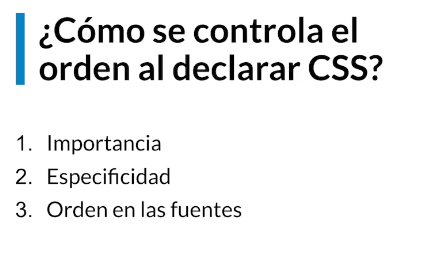 ¿Cómo se controla el
orden al declarar CSS?
1. Importancia
2. Especificidad
3. Orden en las fuentes